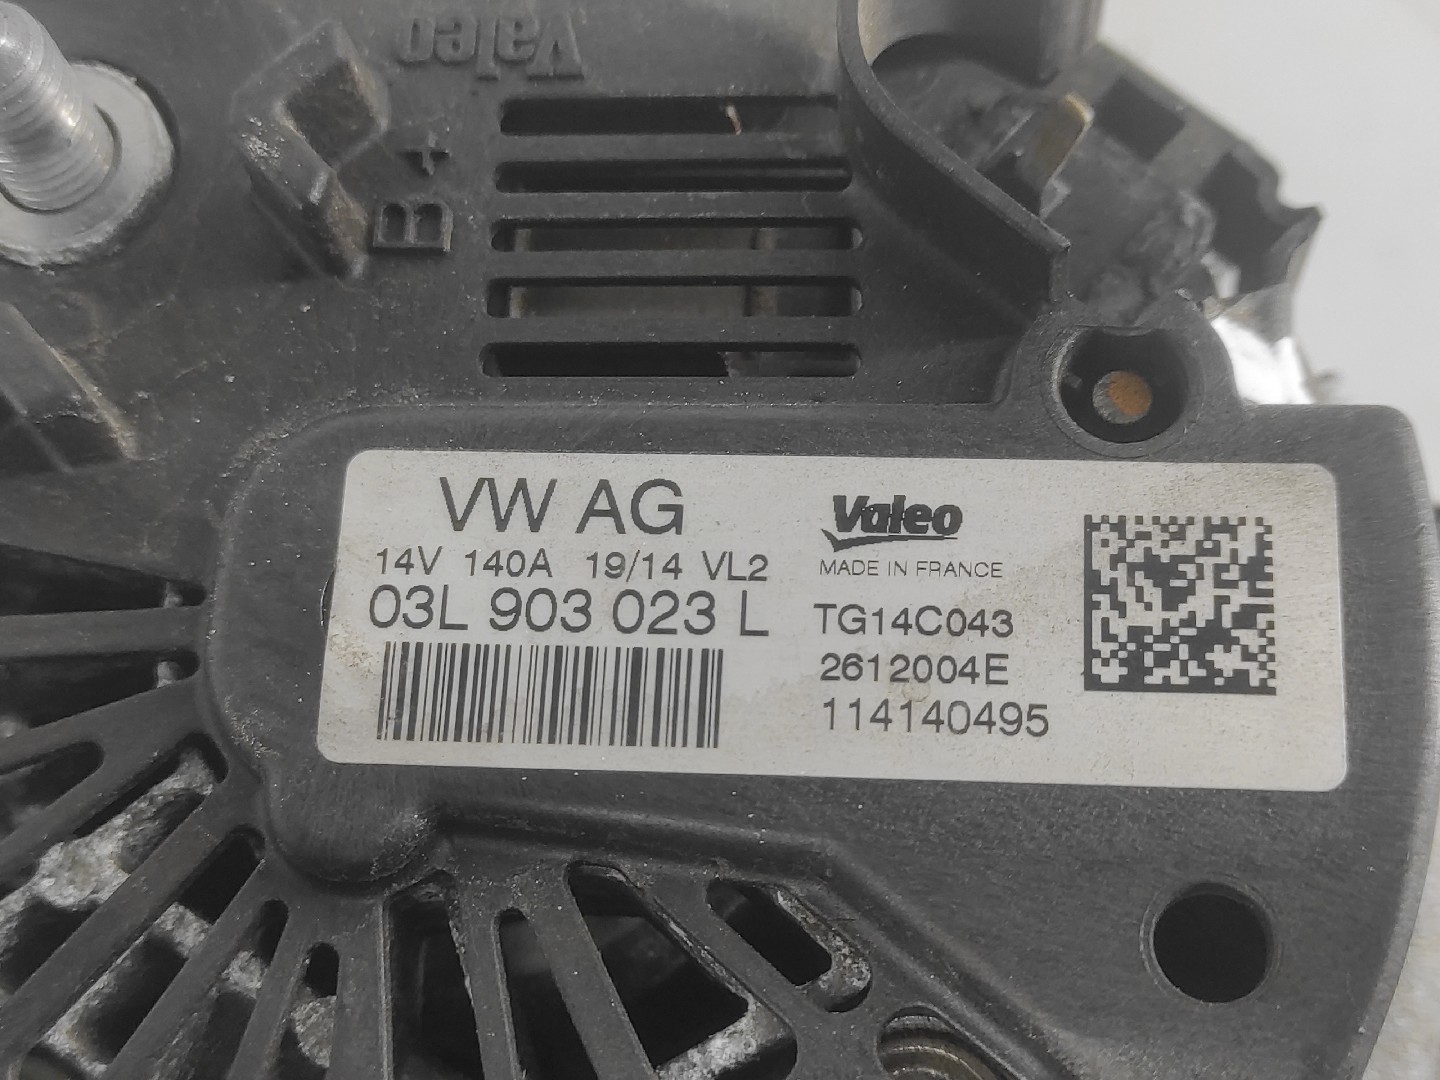 Valeo
B+
VW AG
14V 140A 19/14 VL2
03L 903 023 L
Valeo
MADE IN FRANCE
TG14C043
2612004E
114140495